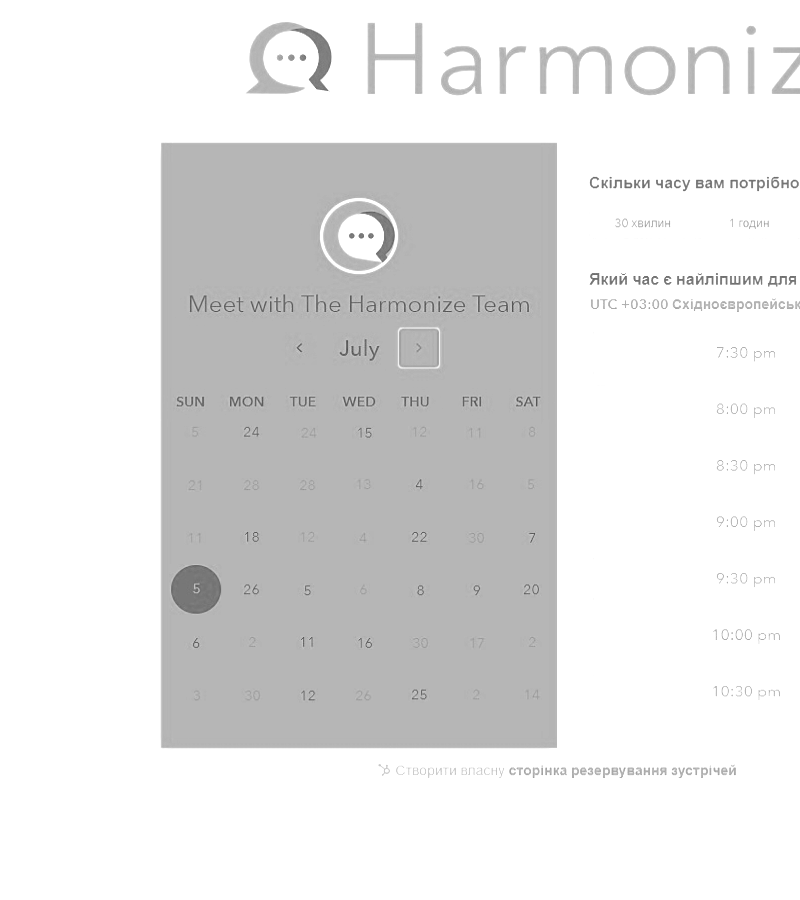 Harmoniz
Meet with The Harmonize Team
July
SUN MON TUE WED THU FRI SAT
5 24 24 15 12 11 8
21 28 28 13 4 16 5
11 18 12 4 22 30 7
5 26 5 6 8 9 20
6 2 11 16 30 17 2
3 30 12 26 25 2 14
Скільки часу вам потрібно
30 хвилин 1 годин
Який час є найліпшим для
UTC +03:00 Східноєвропейськ
7:30 pm
8:00 pm
8:30 pm
9:00 pm
9:30 pm
10:00 pm
10:30 pm
Створити власну сторінка резервування зустрічей